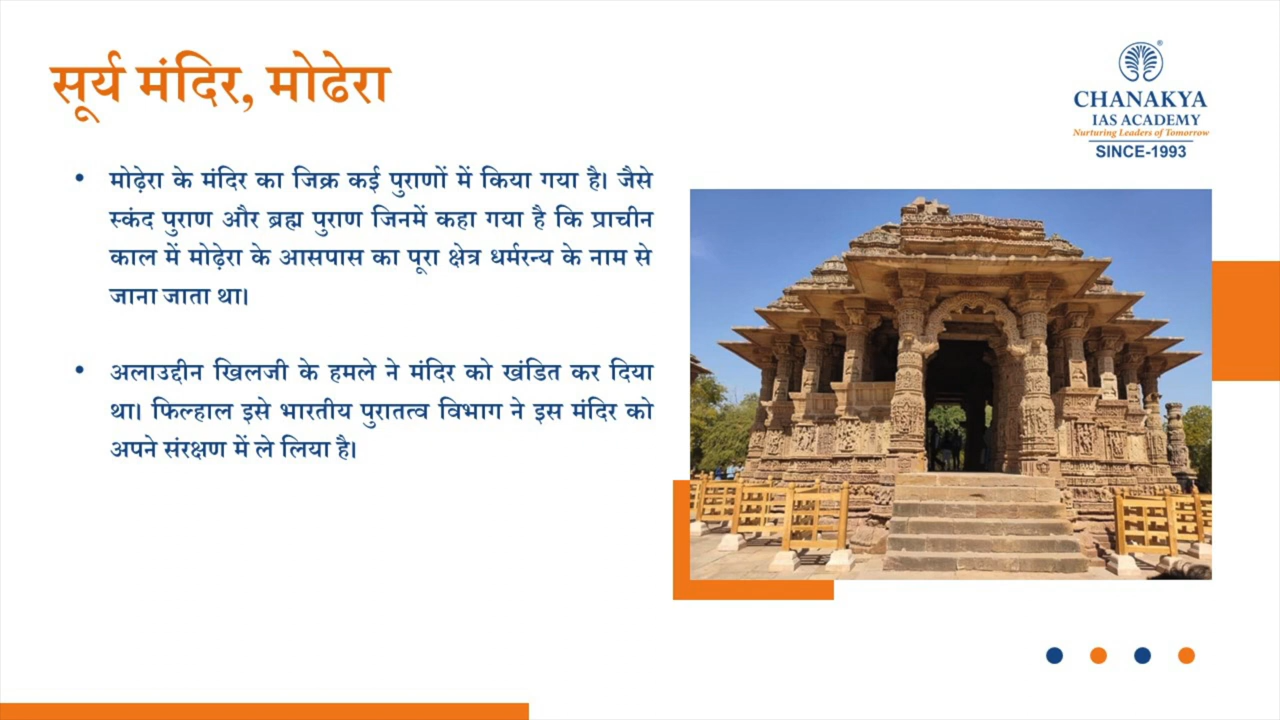 सूर्य मंदिर, मोढेरा
CHANAKYA
IAS ACADEMY
Nurturing Leaders of Tomorrow
SINCE-1993
• मोढ़ेरा के मंदिर का जिक्र कई पुराणों में किया गया है। जैसे
स्कंद पुराण और ब्रह्म पुराण जिनमें कहा गया है कि प्राचीन
काल में मोढ़ेरा के आसपास का पूरा क्षेत्र धर्मरन्य के नाम से
जाना जाता था।
• अलाउद्दीन खिलजी के हमले ने मंदिर को खंडित कर दिया
था। फिल्हाल इसे भारतीय पुरातत्व विभाग ने इस मंदिर को
अपने संरक्षण में ले लिया है।